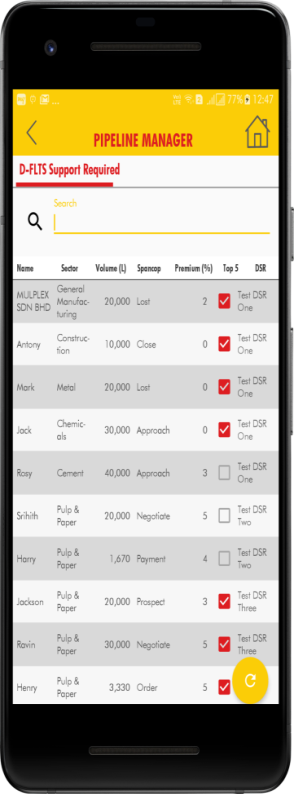 77% 12:47
PIPELINE MANAGER
D-FLTS Support Required
Search
Name Sector Volume (L) Spancop Premium (%) Top 5 DSR
MULPLEX SDN BHD General Manufac-turing 20,000 Lost 2 Test DSR One
Antony Construc-tion 10,000 Close 0 Test DSR One
Mark Metal 20,000 Lost 0 Test DSR One
Jack Chemic-als 30,000 Approach 0 Test DSR One
Rosy Cement 40,000 Approach 3 Test DSR One
Srihith Pulp & Paper 20,000 Negotiate 5 Test DSR Two
Harry Pulp & Paper 1,670 Payment 4 Test DSR Two
Jackson Pulp & Paper 20,000 Prospect 3 Test DSR Three
Ravin Pulp & Paper 30,000 Negotiate 5 Test DSR Three
Henry Pulp & Paper 3,330 Order 5